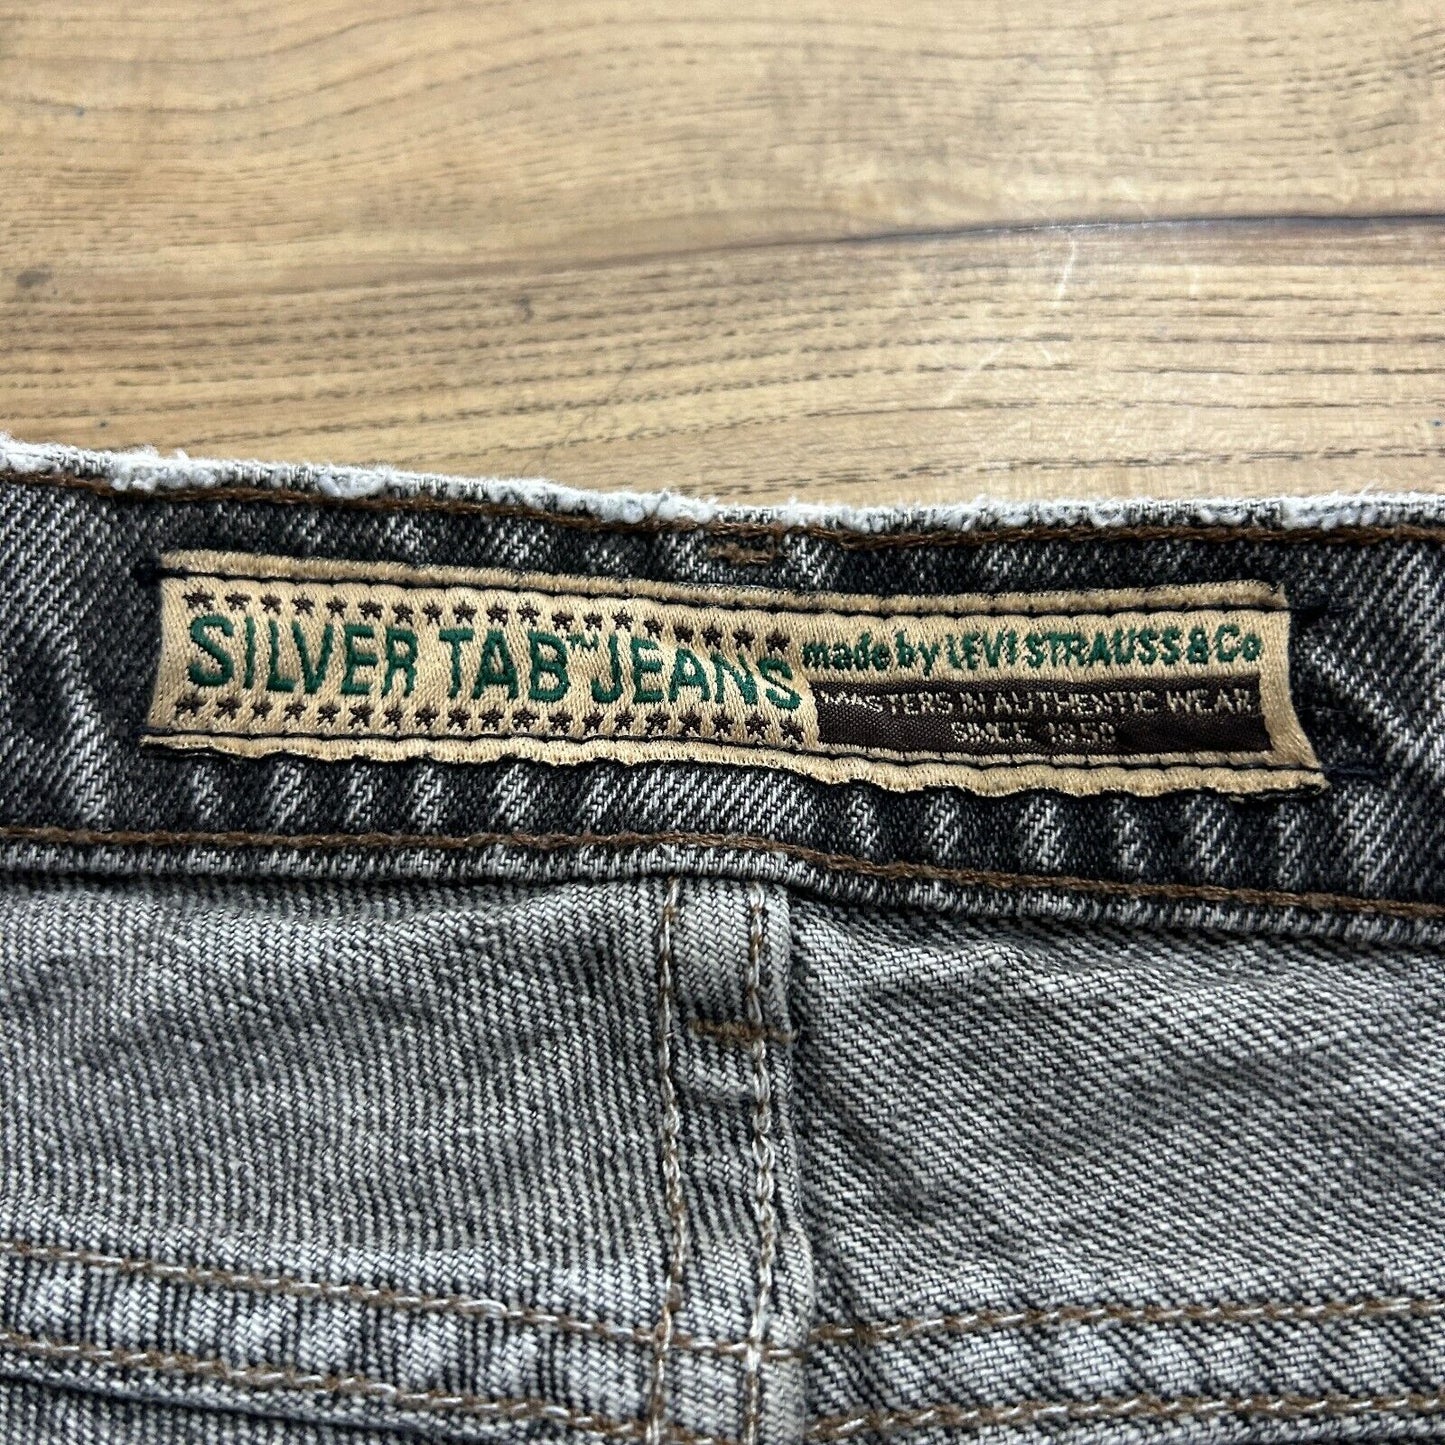 SILVER TAB™ JEANS
made by LEVI STRAUSS & Co
MASTERS IN AUTHENTIC WEAR
SINCE 1850